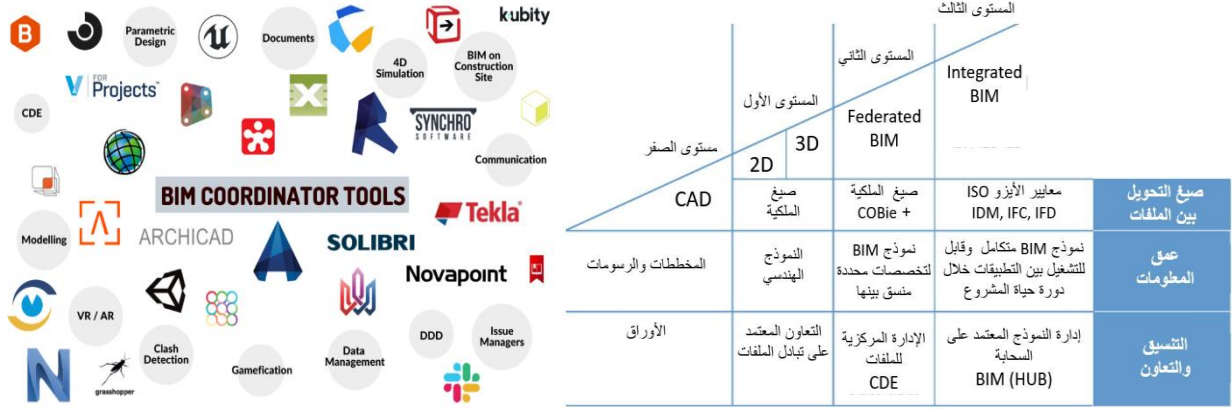 kubity
Parametric
Design
Documents
4D
Simulation
BIM on
Construction
Site
FOR
Projects™
CDE
SYNCHRO
SOFTWARE
Communication
BIM COORDINATOR TOOLS
Tekla
Modelling
ARCHICAD
SOLIBRI
Novapoint
VR / AR
Clash
Detection
Gamefication
Data
Management
DDD
Issue
Managers
grasshopper
المستوى الثالث
المستوى الثاني
Integrated
BIM
المستوى الأول
Federated
BIM
مستوى الصفر
3D
2D
CAD
صيغ التحويل
بين الملفات
معايير الأيزو ISO
IDM, IFC, IFD
صيغ الملكية
COBie +
صيغ
الملكية
عمق
المعلومات
نموذج BIM متكامل وقابل
للتشغيل بين التطبيقات خلال
دورة حياة المشروع
نموذج BIM
لتخصصات محددة
منسق بينها
النموذج
الهندسي
المخططات والرسومات
التنسيق
والتعاون
إدارة النموذج المعتمد على
السحابة
BIM (HUB)
الإدارة المركزية
للملفات
CDE
التعاون المعتمد
على تبادل الملفات
الأوراق